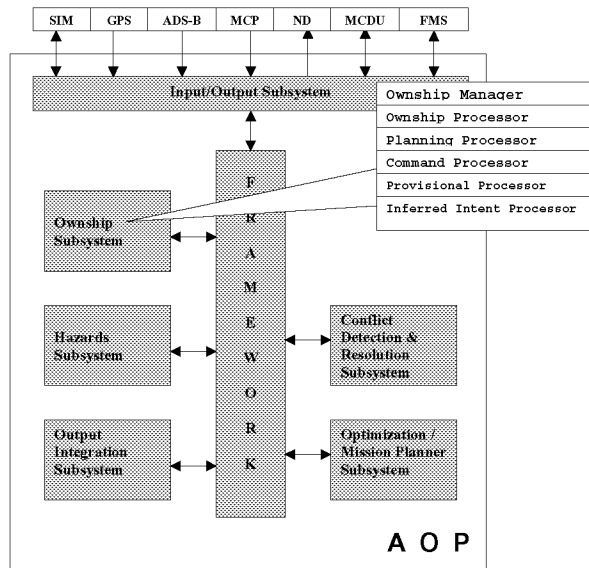 SIM GPS ADS-B MCP ND MCDU FMS
Input/Output Subsystem
Ownship Manager
Ownship Processor
Planning Processor
Command Processor
Provisional Processor
Inferred Intent Processor
F
R
A
M
E
W
O
R
K
Ownship
Subsystem
Hazards
Subsystem
Conflict
Detection &
Resolution
Subsystem
Output
Integration
Subsystem
Optimization /
Mission Planner
Subsystem
A O P